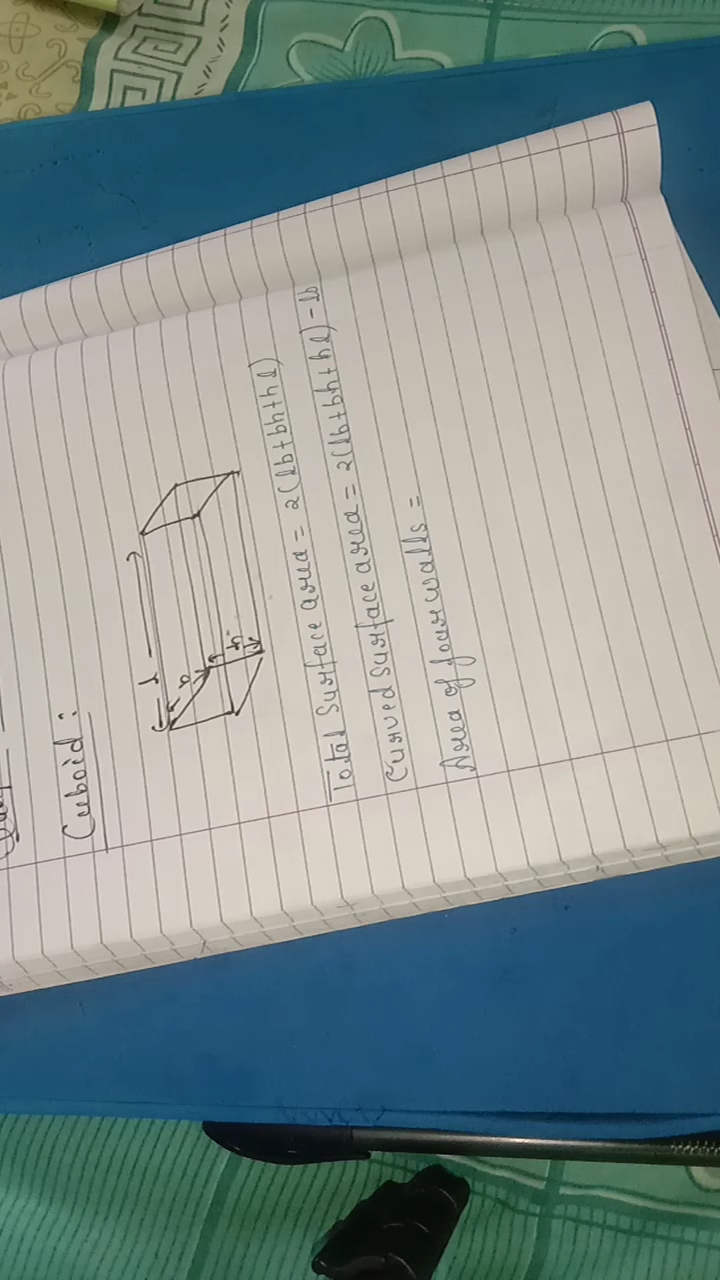 Cuboid :
l
b
h
Total Surface area = 2(lb+bh+hl)
Curved surface area = 2(lb+bh+hl) - lb
Area of four walls =